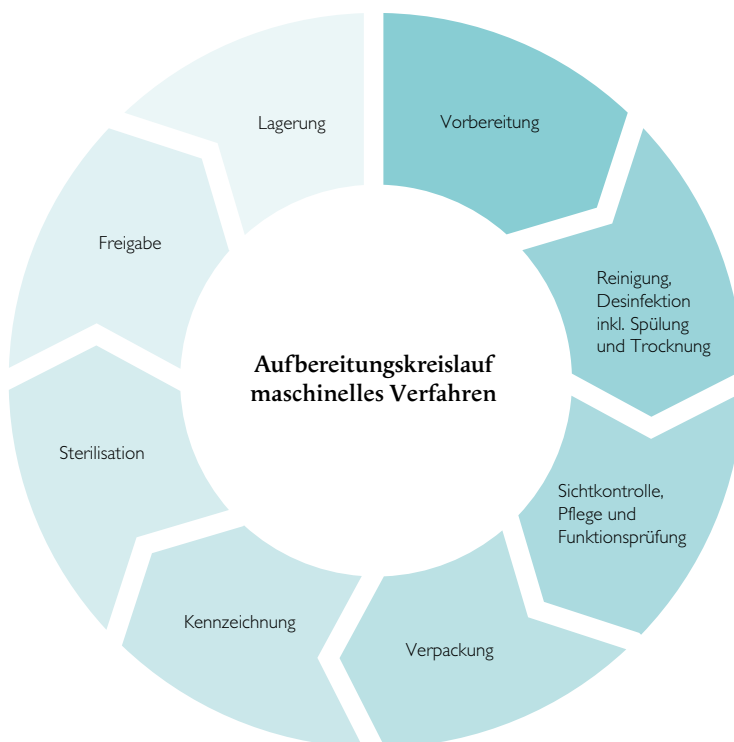 Aufbereitungskreislauf
maschinelles Verfahren
Vorbereitung
Reinigung,
Desinfektion
inkl. Spülung
und Trocknung
Sichtkontrolle,
Pflege und
Funktionsprüfung
Verpackung
Kennzeichnung
Sterilisation
Freigabe
Lagerung